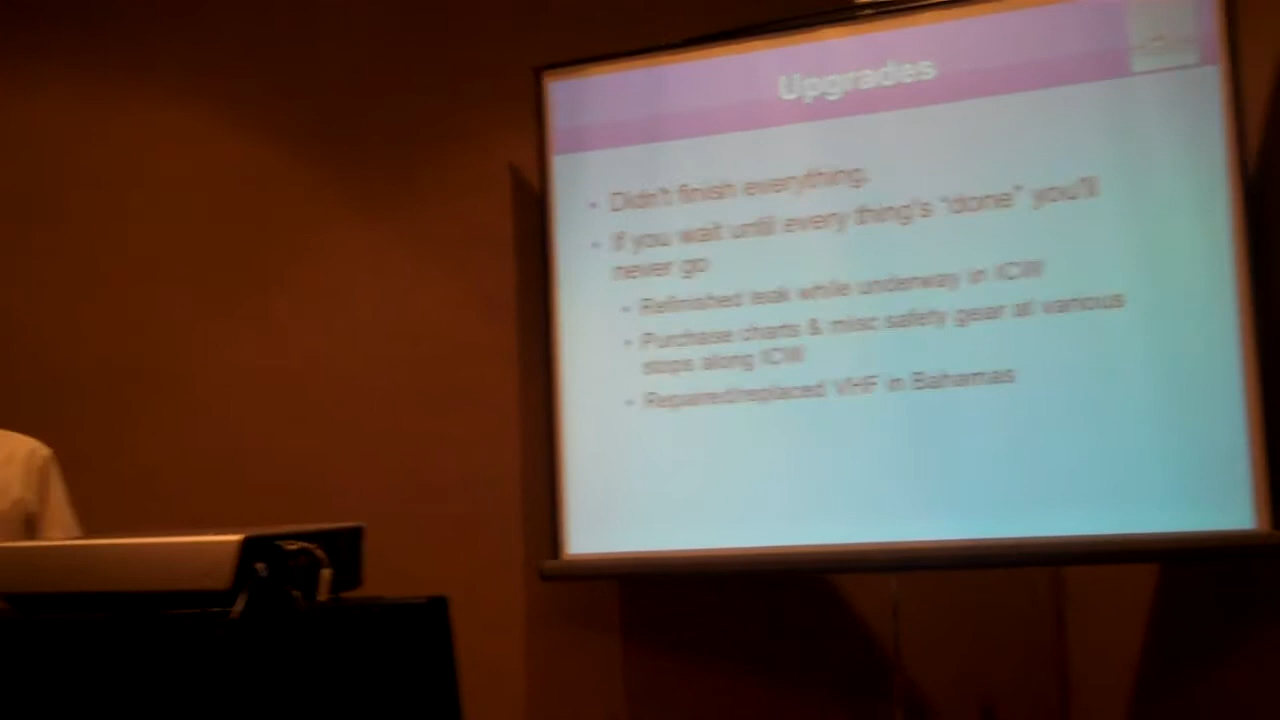 Upgrades
• Didn't finish everything.
• If you wait until every thing's "done" you'll
never go
• Refinished teak while underway in ICW
• Purchase charts & misc safety gear at various
stops along ICW
• Repaired/replaced VHF in Bahamas